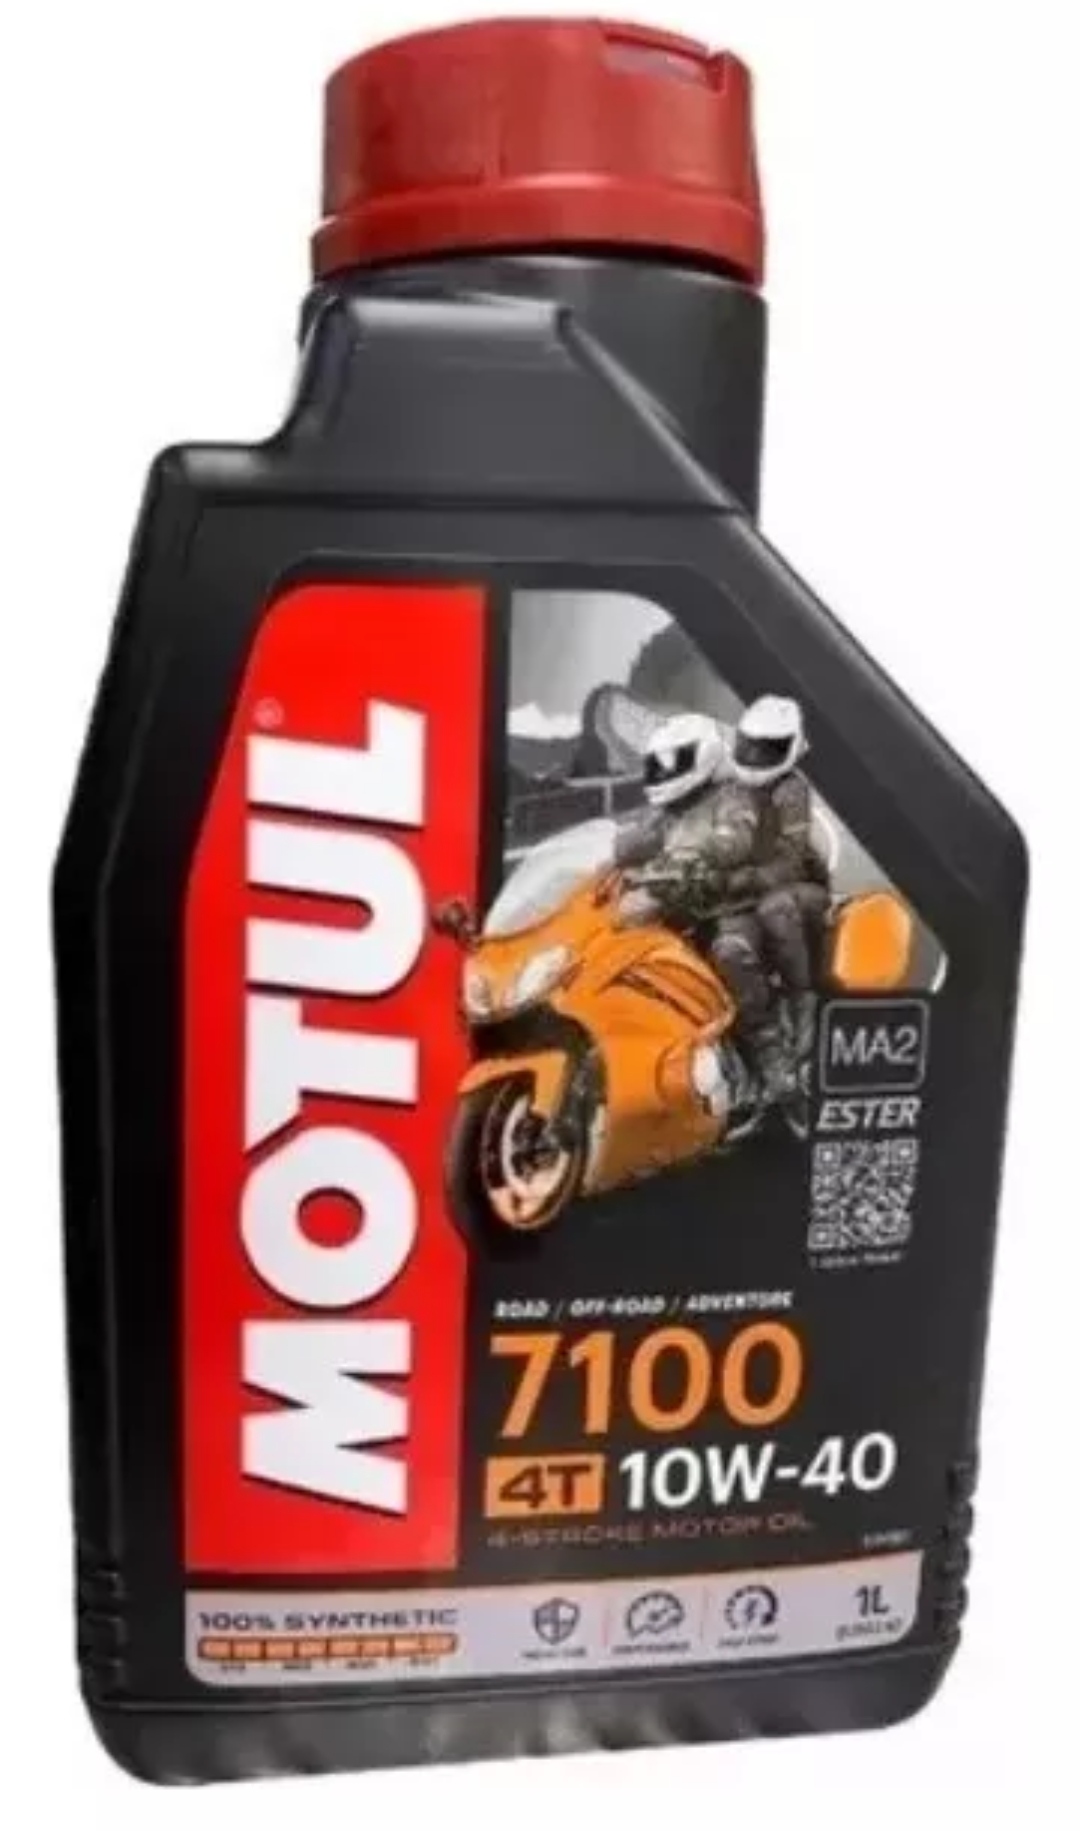 MOTUL
®
MA2
ESTER
ROAD / OFF-ROAD / ADVENTURE
7100
4T 10W-40
4-STROKE MOTOR OIL
100% SYNTHETIC
1L